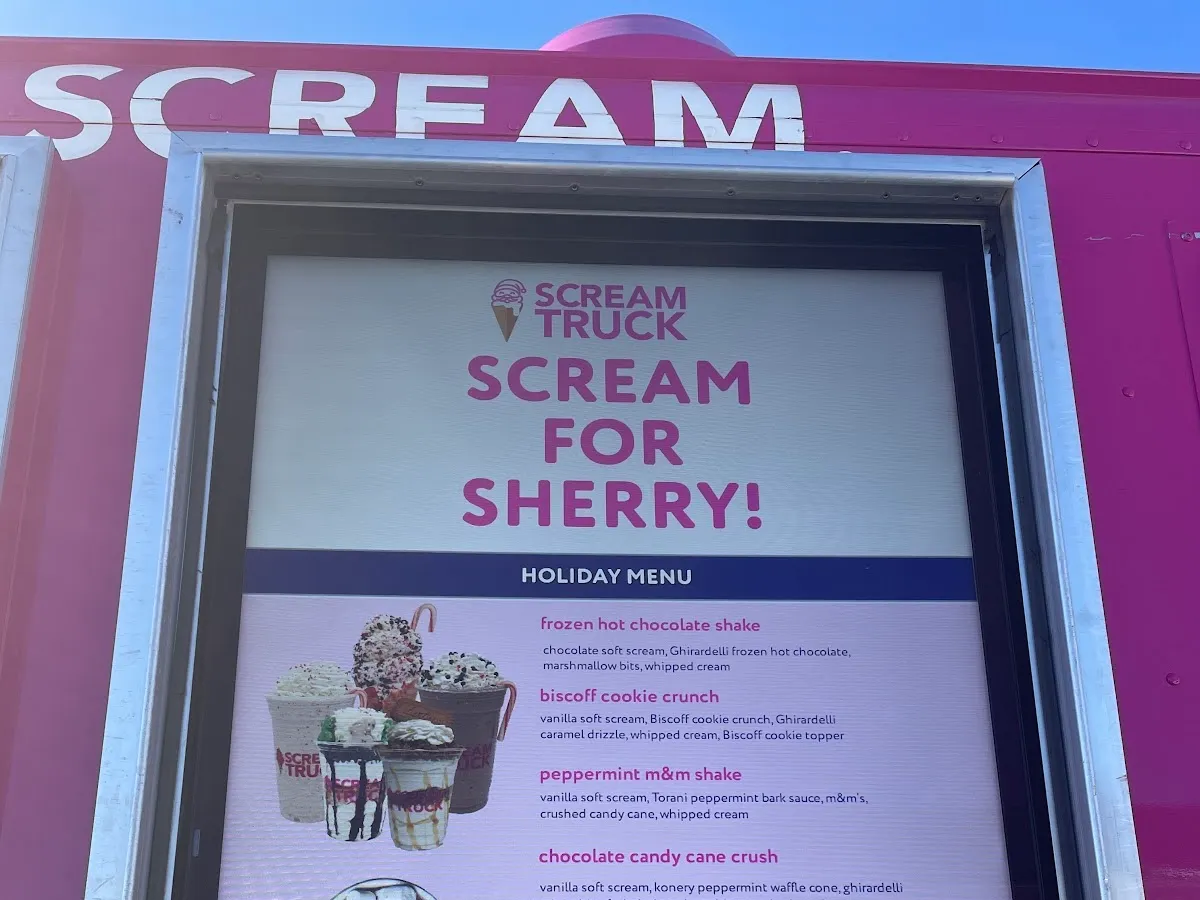 SCREAM
SCREAM
TRUCK
SCREAM
FOR
SHERRY!
HOLIDAY MENU
frozen hot chocolate shake
chocolate soft scream, Ghirardelli frozen hot chocolate,
marshmallow bits, whipped cream
biscoff cookie crunch
vanilla soft scream, Biscoff cookie crunch, Ghirardelli
caramel drizzle, whipped cream, Biscoff cookie topper
peppermint m&m shake
vanilla soft scream, Torani peppermint bark sauce, m&m's,
crushed candy cane, whipped cream
chocolate candy cane crush
vanilla soft scream, konery peppermint waffle cone, ghirardelli